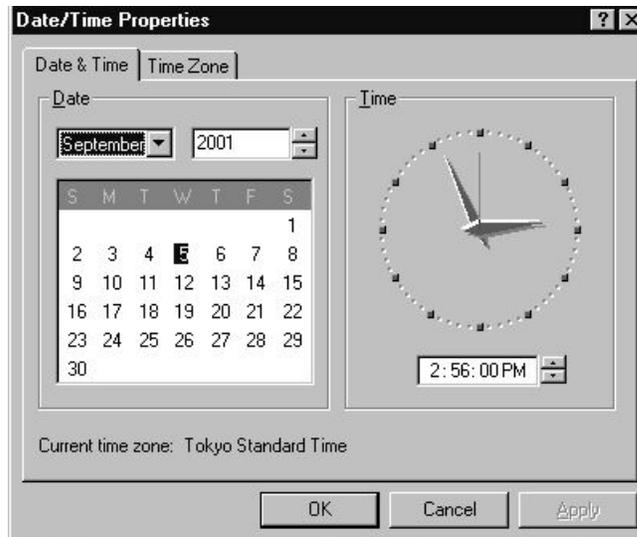 Date/Time Properties
Date & Time Time Zone
Date
September 2001
S M T W T F S
1
2 3 4 5 6 7 8
9 10 11 12 13 14 15
16 17 18 19 20 21 22
23 24 25 26 27 28 29
30
Time
2:56:00 PM
Current time zone: Tokyo Standard Time
OK Cancel Apply